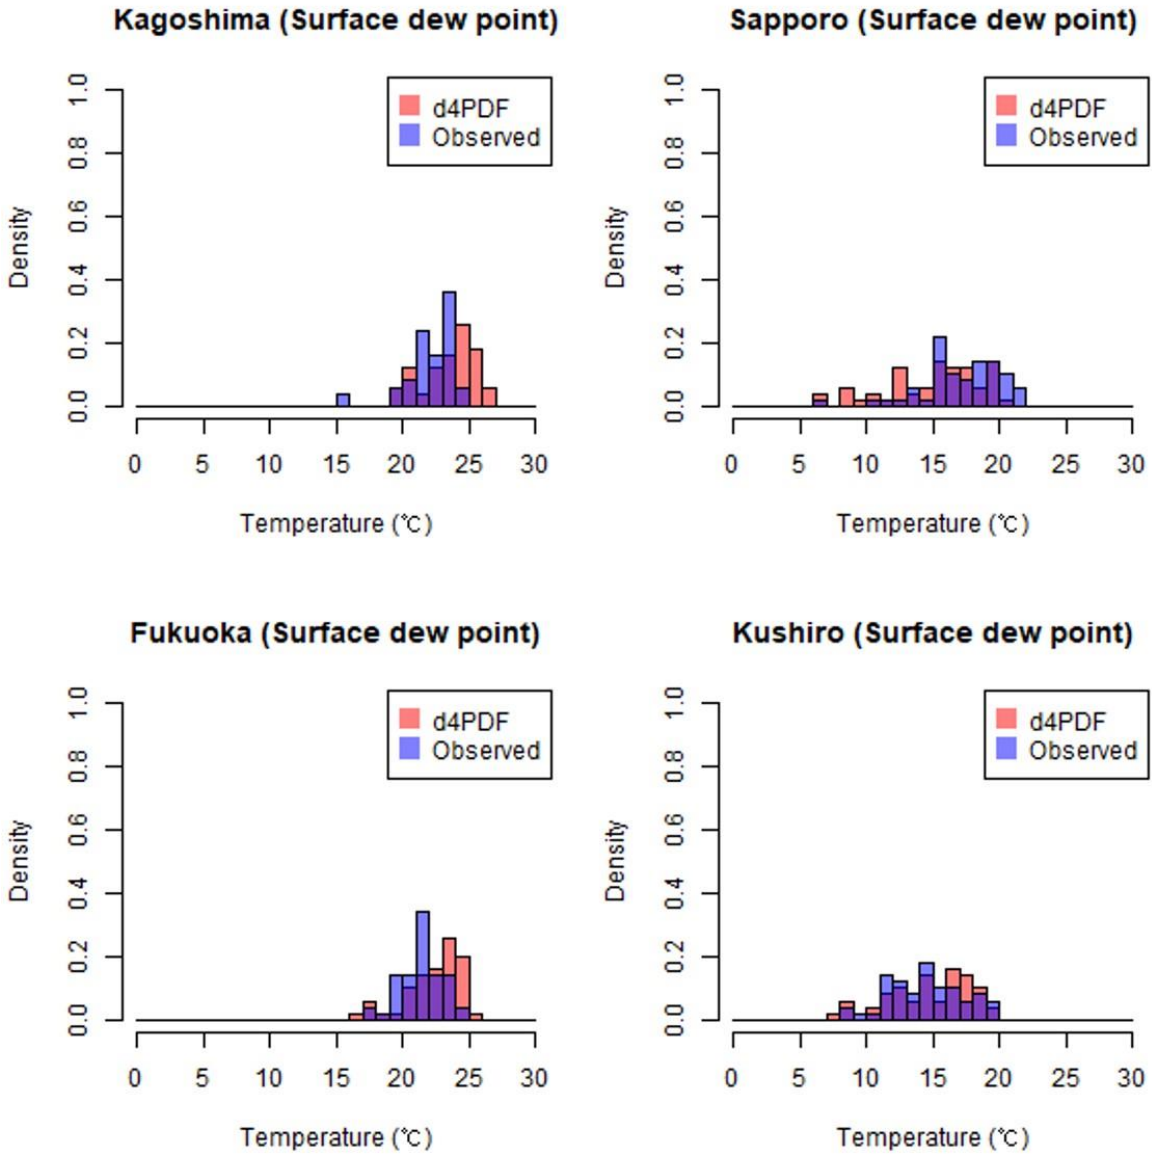 Kagoshima (Surface dew point)
d4PDF
Observed
Density
0.0 0.2 0.4 0.6 0.8 1.0
0 5 10 15 20 25 30
Temperature (℃)
Sapporo (Surface dew point)
d4PDF
Observed
Density
0.0 0.2 0.4 0.6 0.8 1.0
0 5 10 15 20 25 30
Temperature (℃)
Fukuoka (Surface dew point)
d4PDF
Observed
Density
0.0 0.2 0.4 0.6 0.8 1.0
0 5 10 15 20 25 30
Temperature (℃)
Kushiro (Surface dew point)
d4PDF
Observed
Density
0.0 0.2 0.4 0.6 0.8 1.0
0 5 10 15 20 25 30
Temperature (℃)